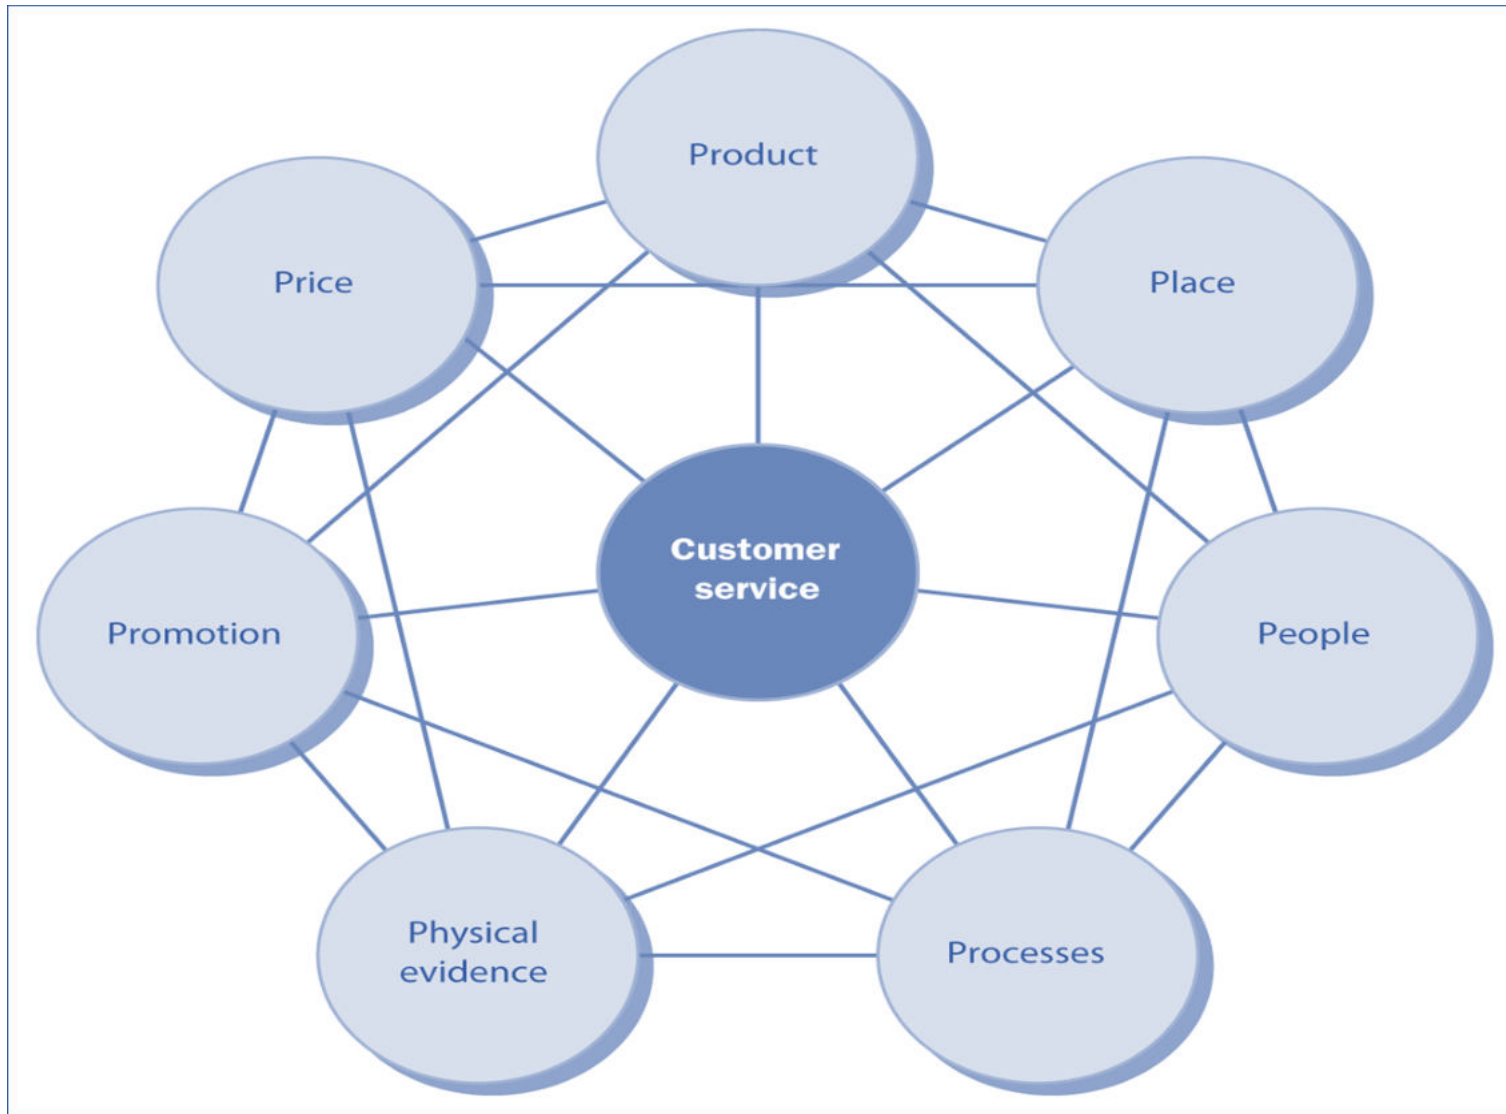 Product
Price
Place
Customer
service
Promotion
People
Physical
evidence
Processes